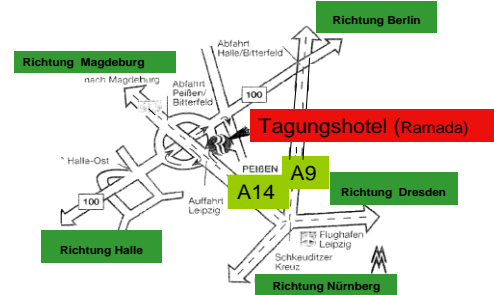 Richtung Berlin
Abfahrt
Halle/Bitterfeld
Richtung Magdeburg
nach Magdeburg
Abfahrt
Peißen/
Bitterfeld
100
Tagungshotel (Ramada)
Halle-Ost
PEIßEN
A14
A9
Richtung Dresden
100
Auffahrt
Leipzig
Flughafen
Leipzig
Richtung Halle
Schkeuditzer
Kreuz
Richtung Nürnberg